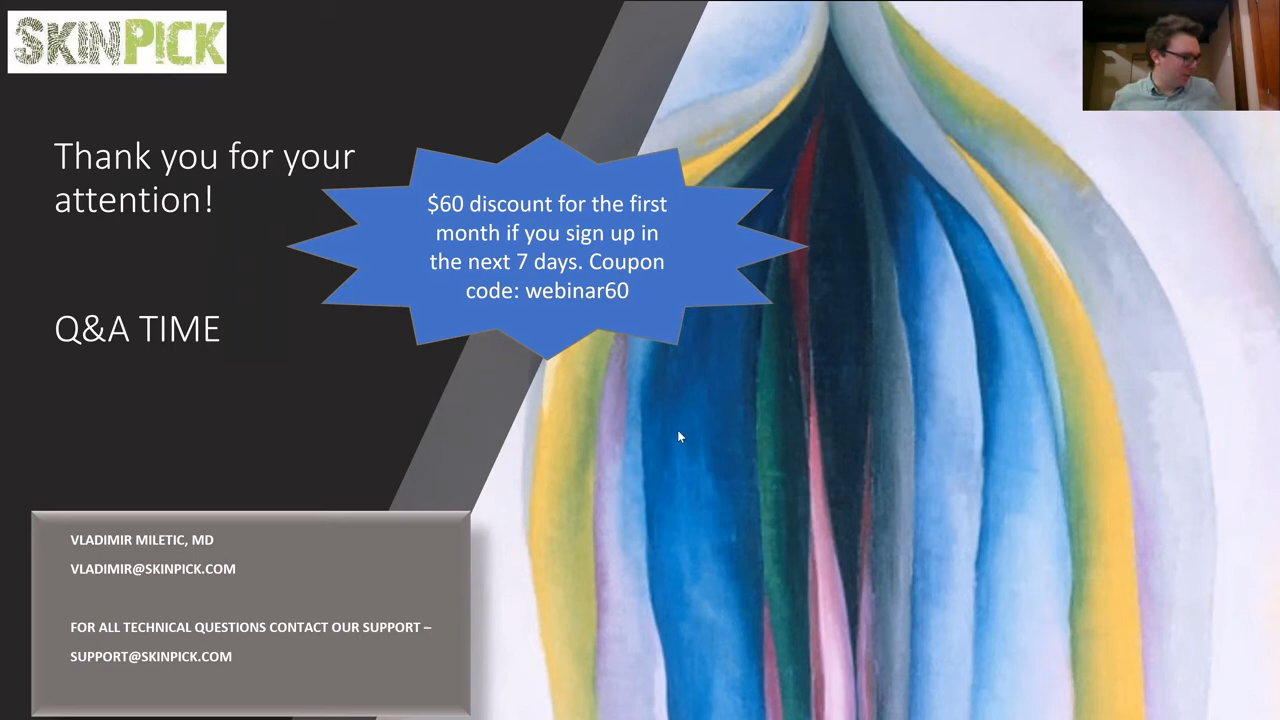 SKINPICK
Thank you for your
attention!
$60 discount for the first
month if you sign up in
the next 7 days. Coupon
code: webinar60
Q&A TIME
VLADIMIR MILETIC, MD
VLADIMIR@SKINPICK.COM
FOR ALL TECHNICAL QUESTIONS CONTACT OUR SUPPORT –
SUPPORT@SKINPICK.COM